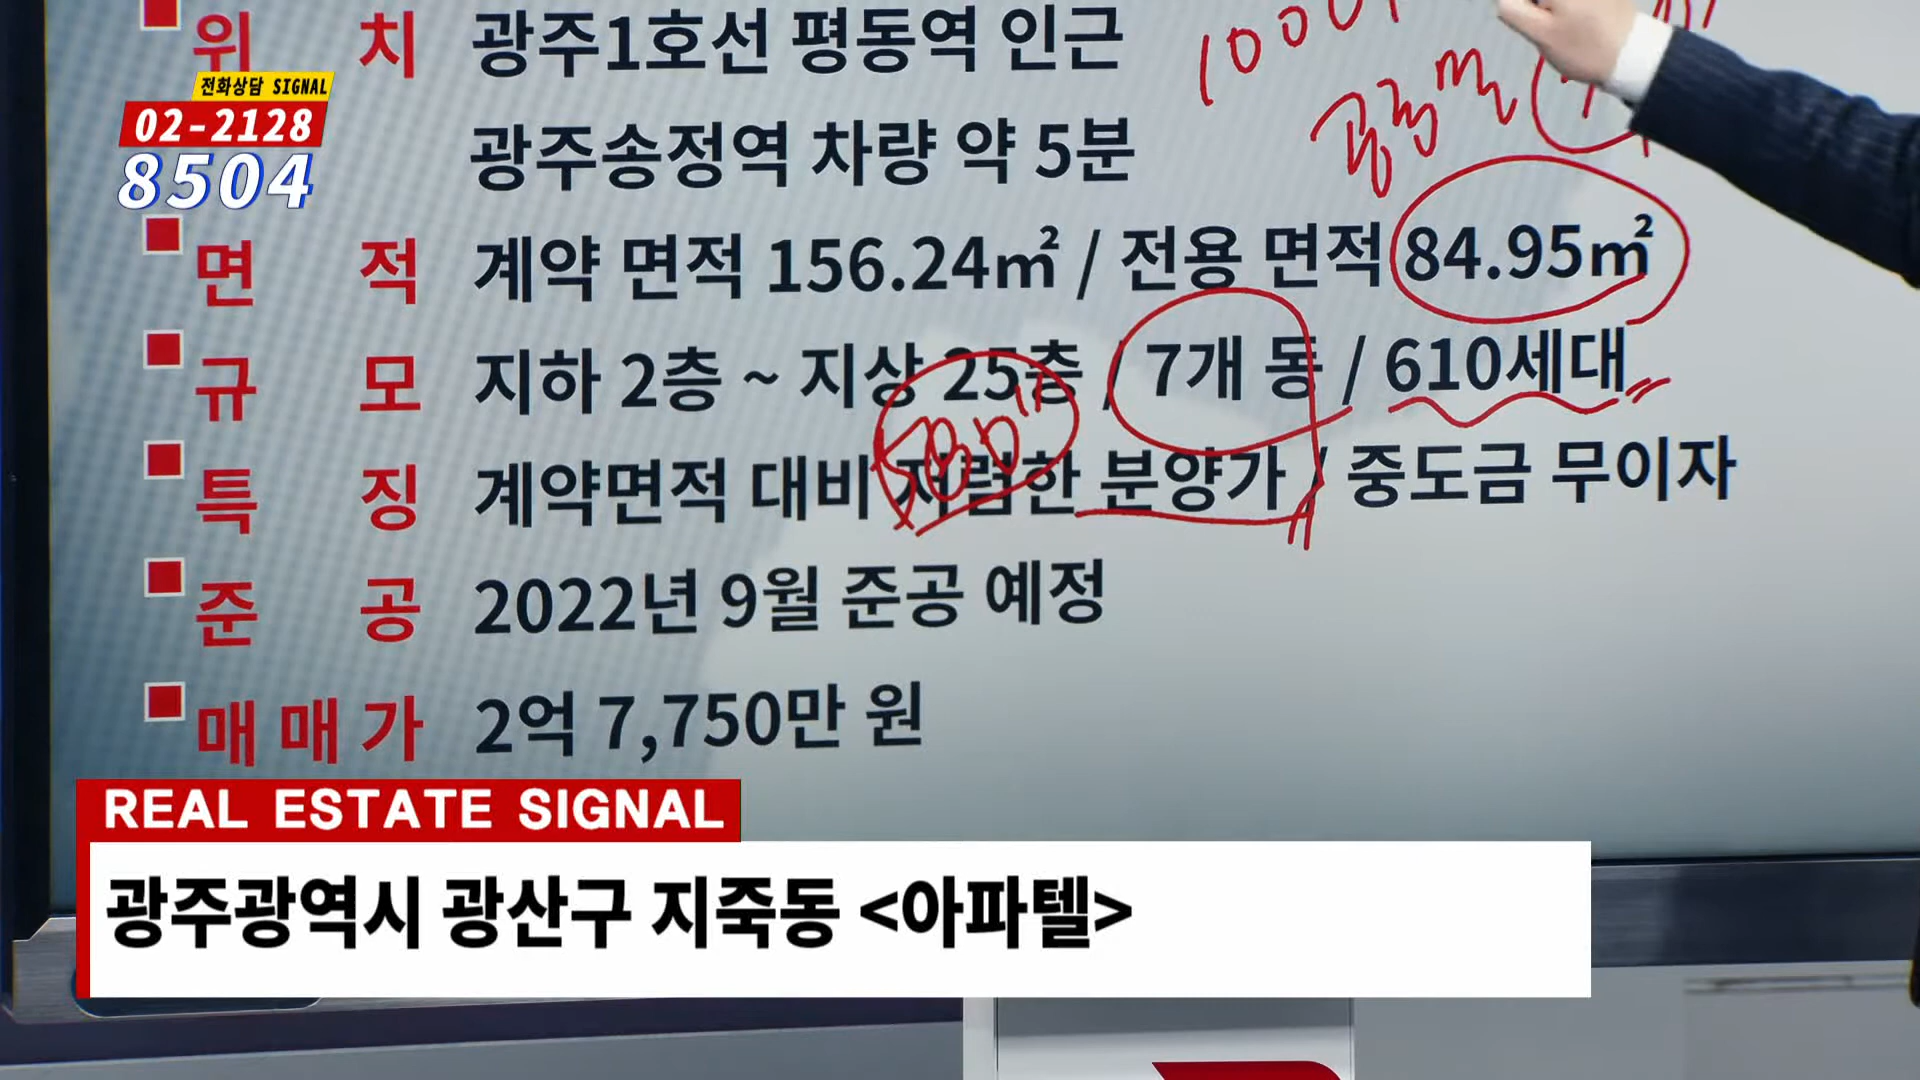 위 치 광주1호선 평동역 인근
전화상담 SIGNAL
02-2128
8504
광주송정역 차량 약 5분
면 적 계약 면적 156.24㎡ / 전용 면적 84.95㎡
규 모 지하 2층 ~ 지상 25층 / 7개 동 / 610세대
특 징 계약면적 대비 저렴한 분양가 / 중도금 무이자
준 공 2022년 9월 준공 예정
매 매 가 2억 7,750만 원
REAL ESTATE SIGNAL
광주광역시 광산구 지죽동 <아파텔>